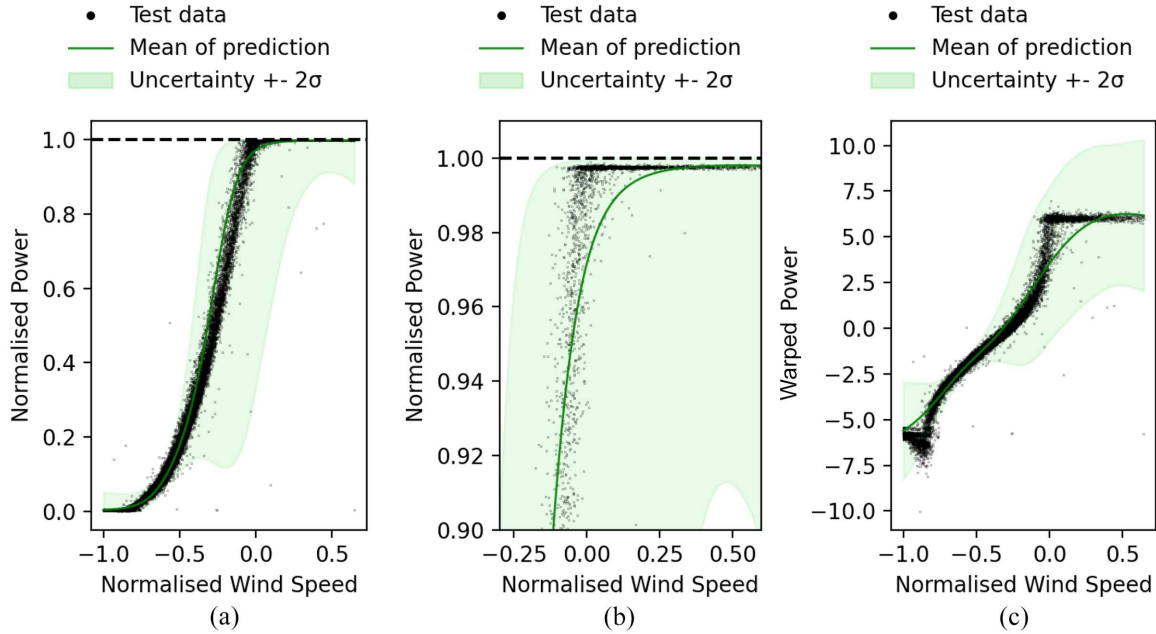 Test data
Mean of prediction
Uncertainty +- 2σ
1.0
0.8
0.6
0.4
0.2
0.0
Normalised Power
−1.0 −0.5 0.0 0.5
Normalised Wind Speed
(a)
Test data
Mean of prediction
Uncertainty +- 2σ
1.00
0.98
0.96
0.94
0.92
0.90
Normalised Power
−0.25 0.00 0.25 0.50
Normalised Wind Speed
(b)
Test data
Mean of prediction
Uncertainty +- 2σ
10.0
7.5
5.0
2.5
0.0
−2.5
−5.0
−7.5
−10.0
Warped Power
−1.0 −0.5 0.0 0.5
Normalised Wind Speed
(c)